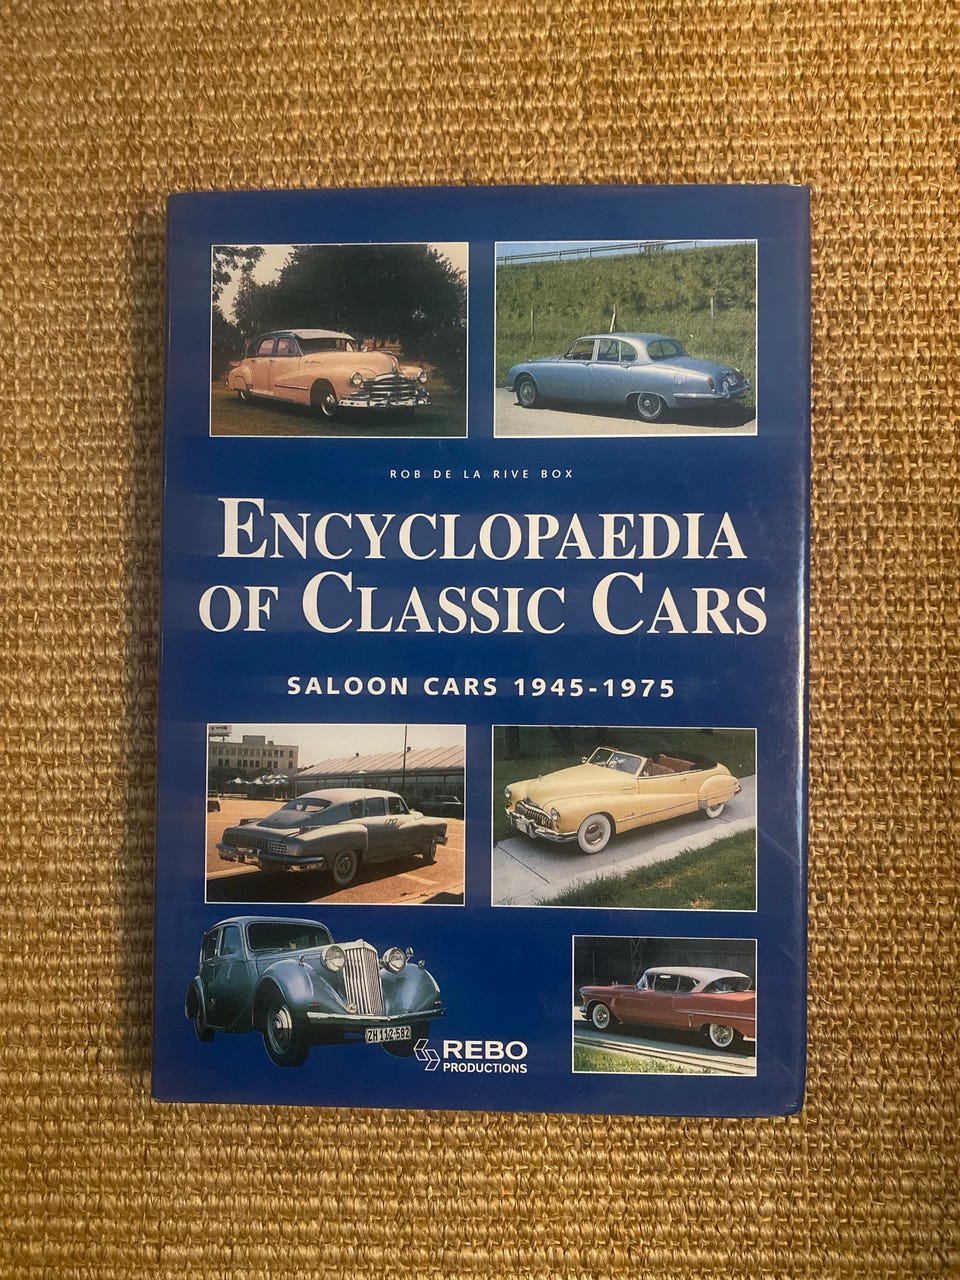 ROB DE LA RIVE BOX
ENCYCLOPAEDIA
OF CLASSIC CARS
SALOON CARS 1945-1975
ZH 112·582
REBO
PRODUCTIONS